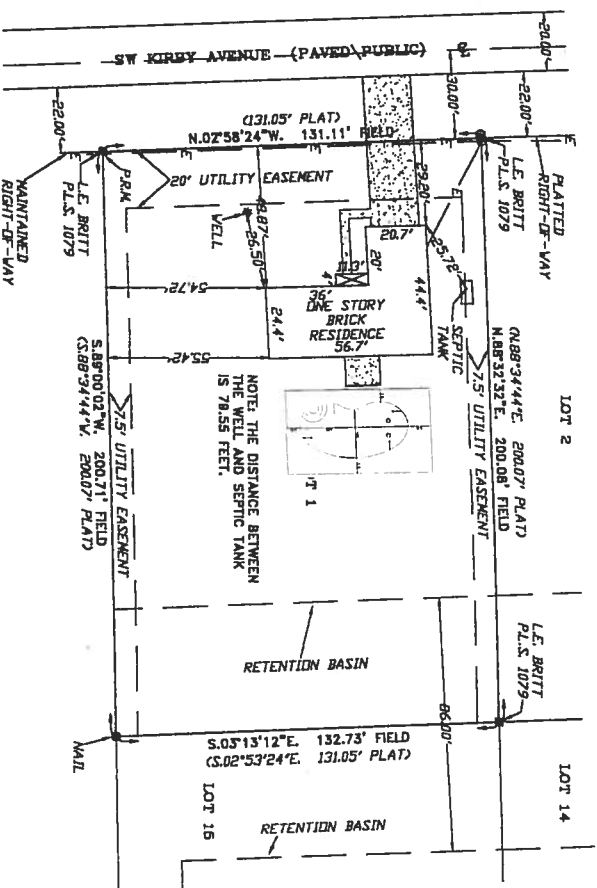 SW KIRBY AVENUE (PAVED\PUBLIC)
20.00'
30.00'
22.00'
22.00'
(131.05' PLAT)
N.02°58'24"W. 131.11' FIELD
E
E
E
E
E
E
PLATTED
RIGHT-OF-WAY
L.E. BRITT
P.L.S. 1079
MAINTAINED
RIGHT-OF-WAY
L.E. BRITT
P.L.S. 1079
P.R.M.
20' UTILITY EASEMENT
WELL
26.50'
29.20'
25.72'
20.7'
20'
11.3'
4'
36'
44.4'
24.4'
56.7'
ONE STORY
BRICK
RESIDENCE
SEPTIC
TANK
54.72'
55.42'
LOT 2
(N.88°34'44"E. 200.07' PLAT)
N.88°32'32"E. 200.08' FIELD
7.5' UTILITY EASEMENT
NOTE: THE DISTANCE BETWEEN
THE WELL AND SEPTIC TANK
IS 79.55 FEET.
T 1
7.5' UTILITY EASEMENT
S.89°00'02"W. 200.71' FIELD
(S.88°34'44"W. 200.07' PLAT)
RETENTION BASIN
86.00'
L.E. BRITT
P.L.S. 1079
NAIL
S.03°13'12"E. 132.73' FIELD
(S.02°53'24"E. 131.05' PLAT)
LOT 14
LOT 15
RETENTION BASIN